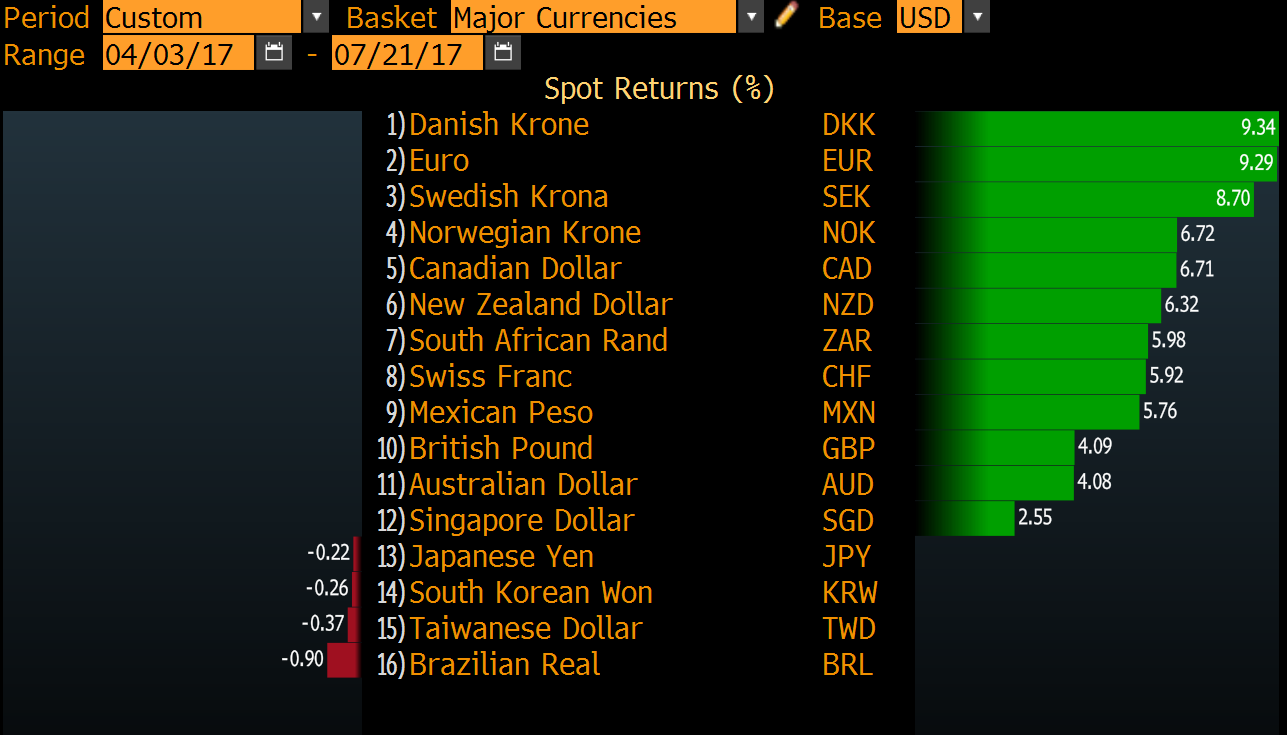 Period Custom Basket Major Currencies Base USD
Range 04/03/17 - 07/21/17
Spot Returns (%)
1) Danish Krone DKK 9.34
2) Euro EUR 9.29
3) Swedish Krona SEK 8.70
4) Norwegian Krone NOK 6.72
5) Canadian Dollar CAD 6.71
6) New Zealand Dollar NZD 6.32
7) South African Rand ZAR 5.98
8) Swiss Franc CHF 5.92
9) Mexican Peso MXN 5.76
10) British Pound GBP 4.09
11) Australian Dollar AUD 4.08
12) Singapore Dollar SGD 2.55
-0.22 13) Japanese Yen JPY
-0.26 14) South Korean Won KRW
-0.37 15) Taiwanese Dollar TWD
-0.90 16) Brazilian Real BRL